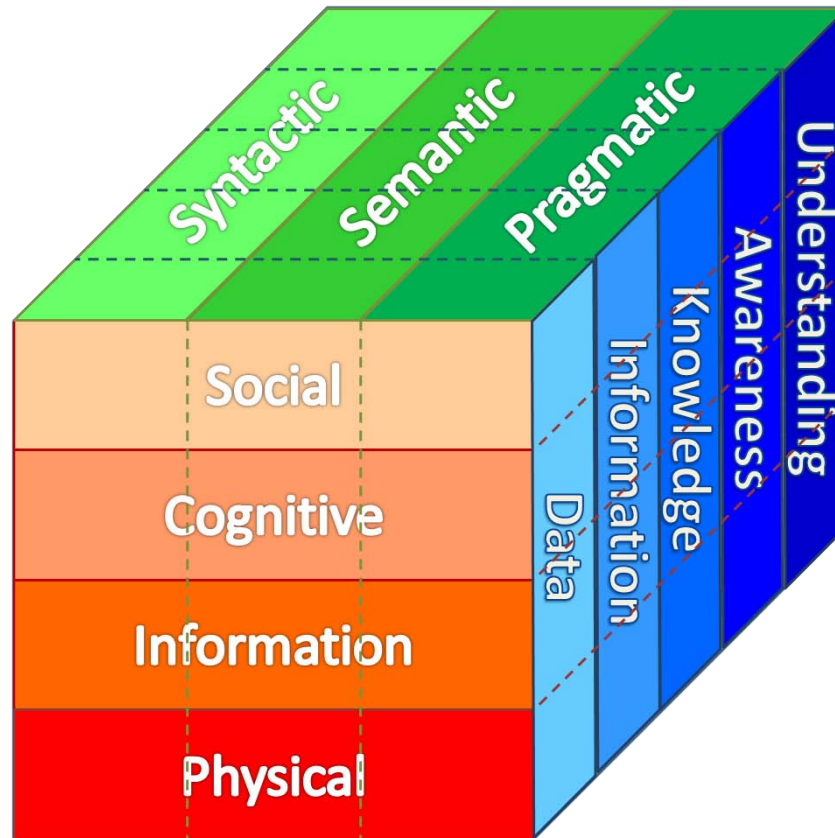 Syntactic
Semantic
Pragmatic
Social
Cognitive
Information
Physical
Data
Information
Knowledge
Awareness
Understanding